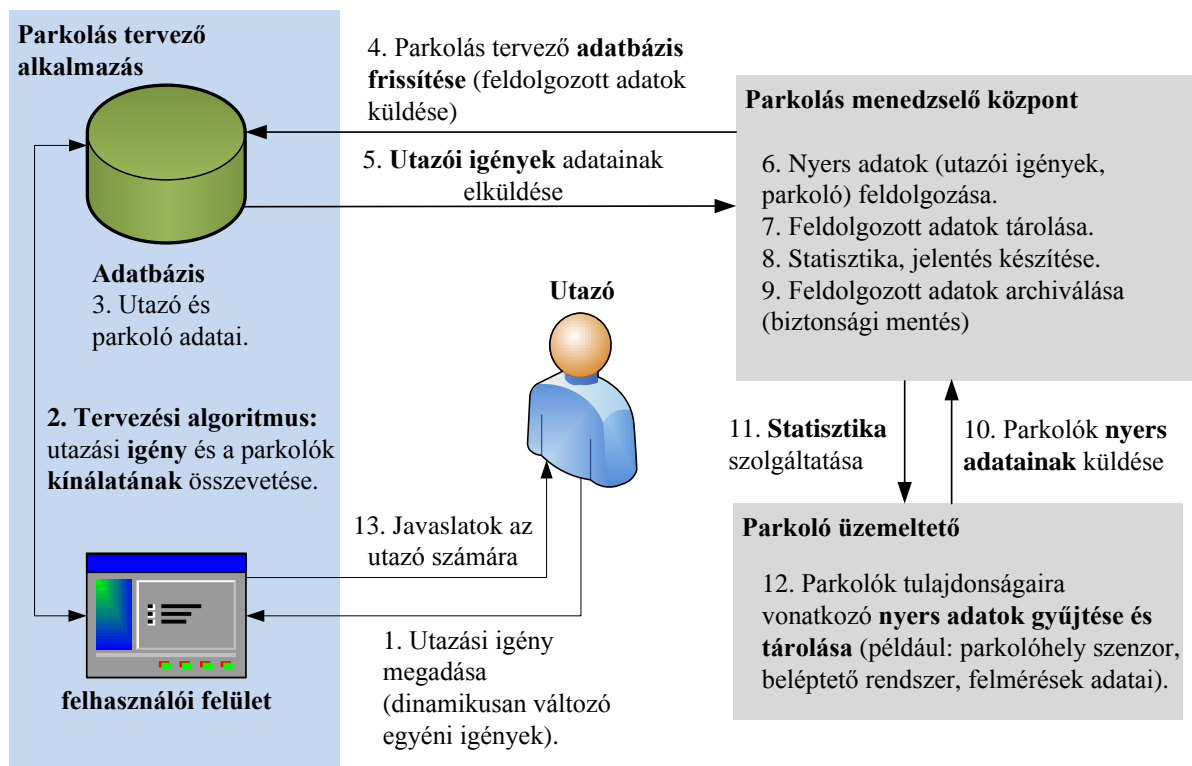 Parkolás tervező
alkalmazás
4. Parkolás tervező adatbázis
frissítése (feldolgozott adatok
küldése)
5. Utazói igények adatainak
elküldése
Parkolás menedzselő központ
6. Nyers adatok (utazói igények,
parkoló) feldolgozása.
7. Feldolgozott adatok tárolása.
8. Statisztika, jelentés készítése.
9. Feldolgozott adatok archiválása
(biztonsági mentés)
Adatbázis
3. Utazó és
parkoló adatai.
Utazó
2. Tervezési algoritmus:
utazási igény és a parkolók
kínálatának összevetése.
11. Statisztika
szolgáltatása
10. Parkolók nyers
adatainak küldése
13. Javaslatok az
utazó számára
Parkoló üzemeltető
12. Parkolók tulajdonságaira
vonatkozó nyers adatok gyűjtése és
tárolása (például: parkolóhely szenzor,
beléptető rendszer, felmérések adatai).
1. Utazási igény
megadása
(dinamikusan változó
egyéni igények).
felhasználói felület